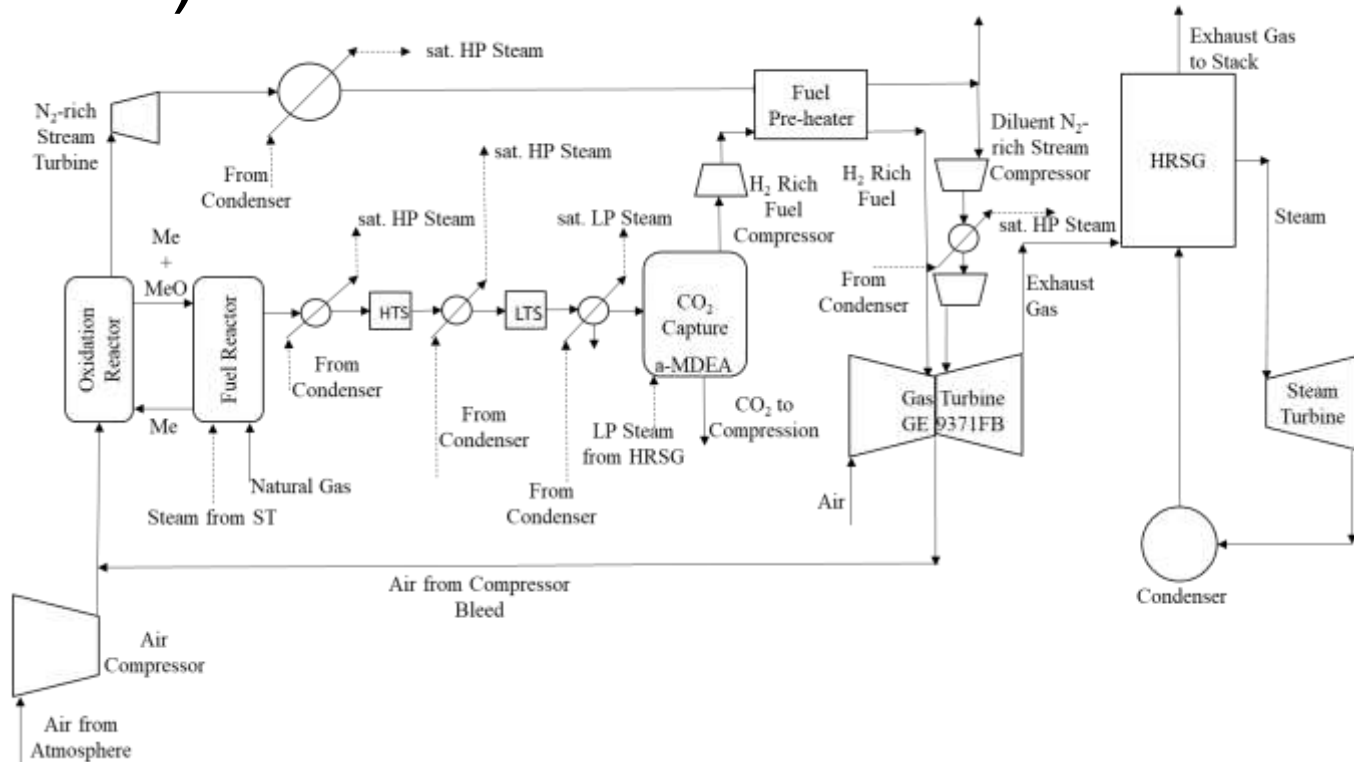 )
sat. HP Steam
N₂-rich
Stream
Turbine
From
Condenser
sat. HP Steam
Fuel
Pre-heater
Exhaust Gas
to Stack
Diluent N₂-
rich Stream
Compressor
HRSG
H₂ Rich
Fuel
Compressor
H₂ Rich
Fuel
Steam
Me
+
MeO
sat. HP Steam
sat. LP Steam
sat. HP Steam
From
Condenser
Exhaust
Gas
Oxidation
Reactor
Fuel Reactor
HTS
LTS
CO₂
Capture
a-MDEA
Me
From
Condenser
From
Condenser
From
Condenser
LP Steam
from HRSG
CO₂ to
Compression
Gas Turbine
GE 9371FB
Steam
Turbine
Natural Gas
Steam from ST
Air
Air from Compressor
Bleed
Condenser
Air
Compressor
Air from
Atmosphere